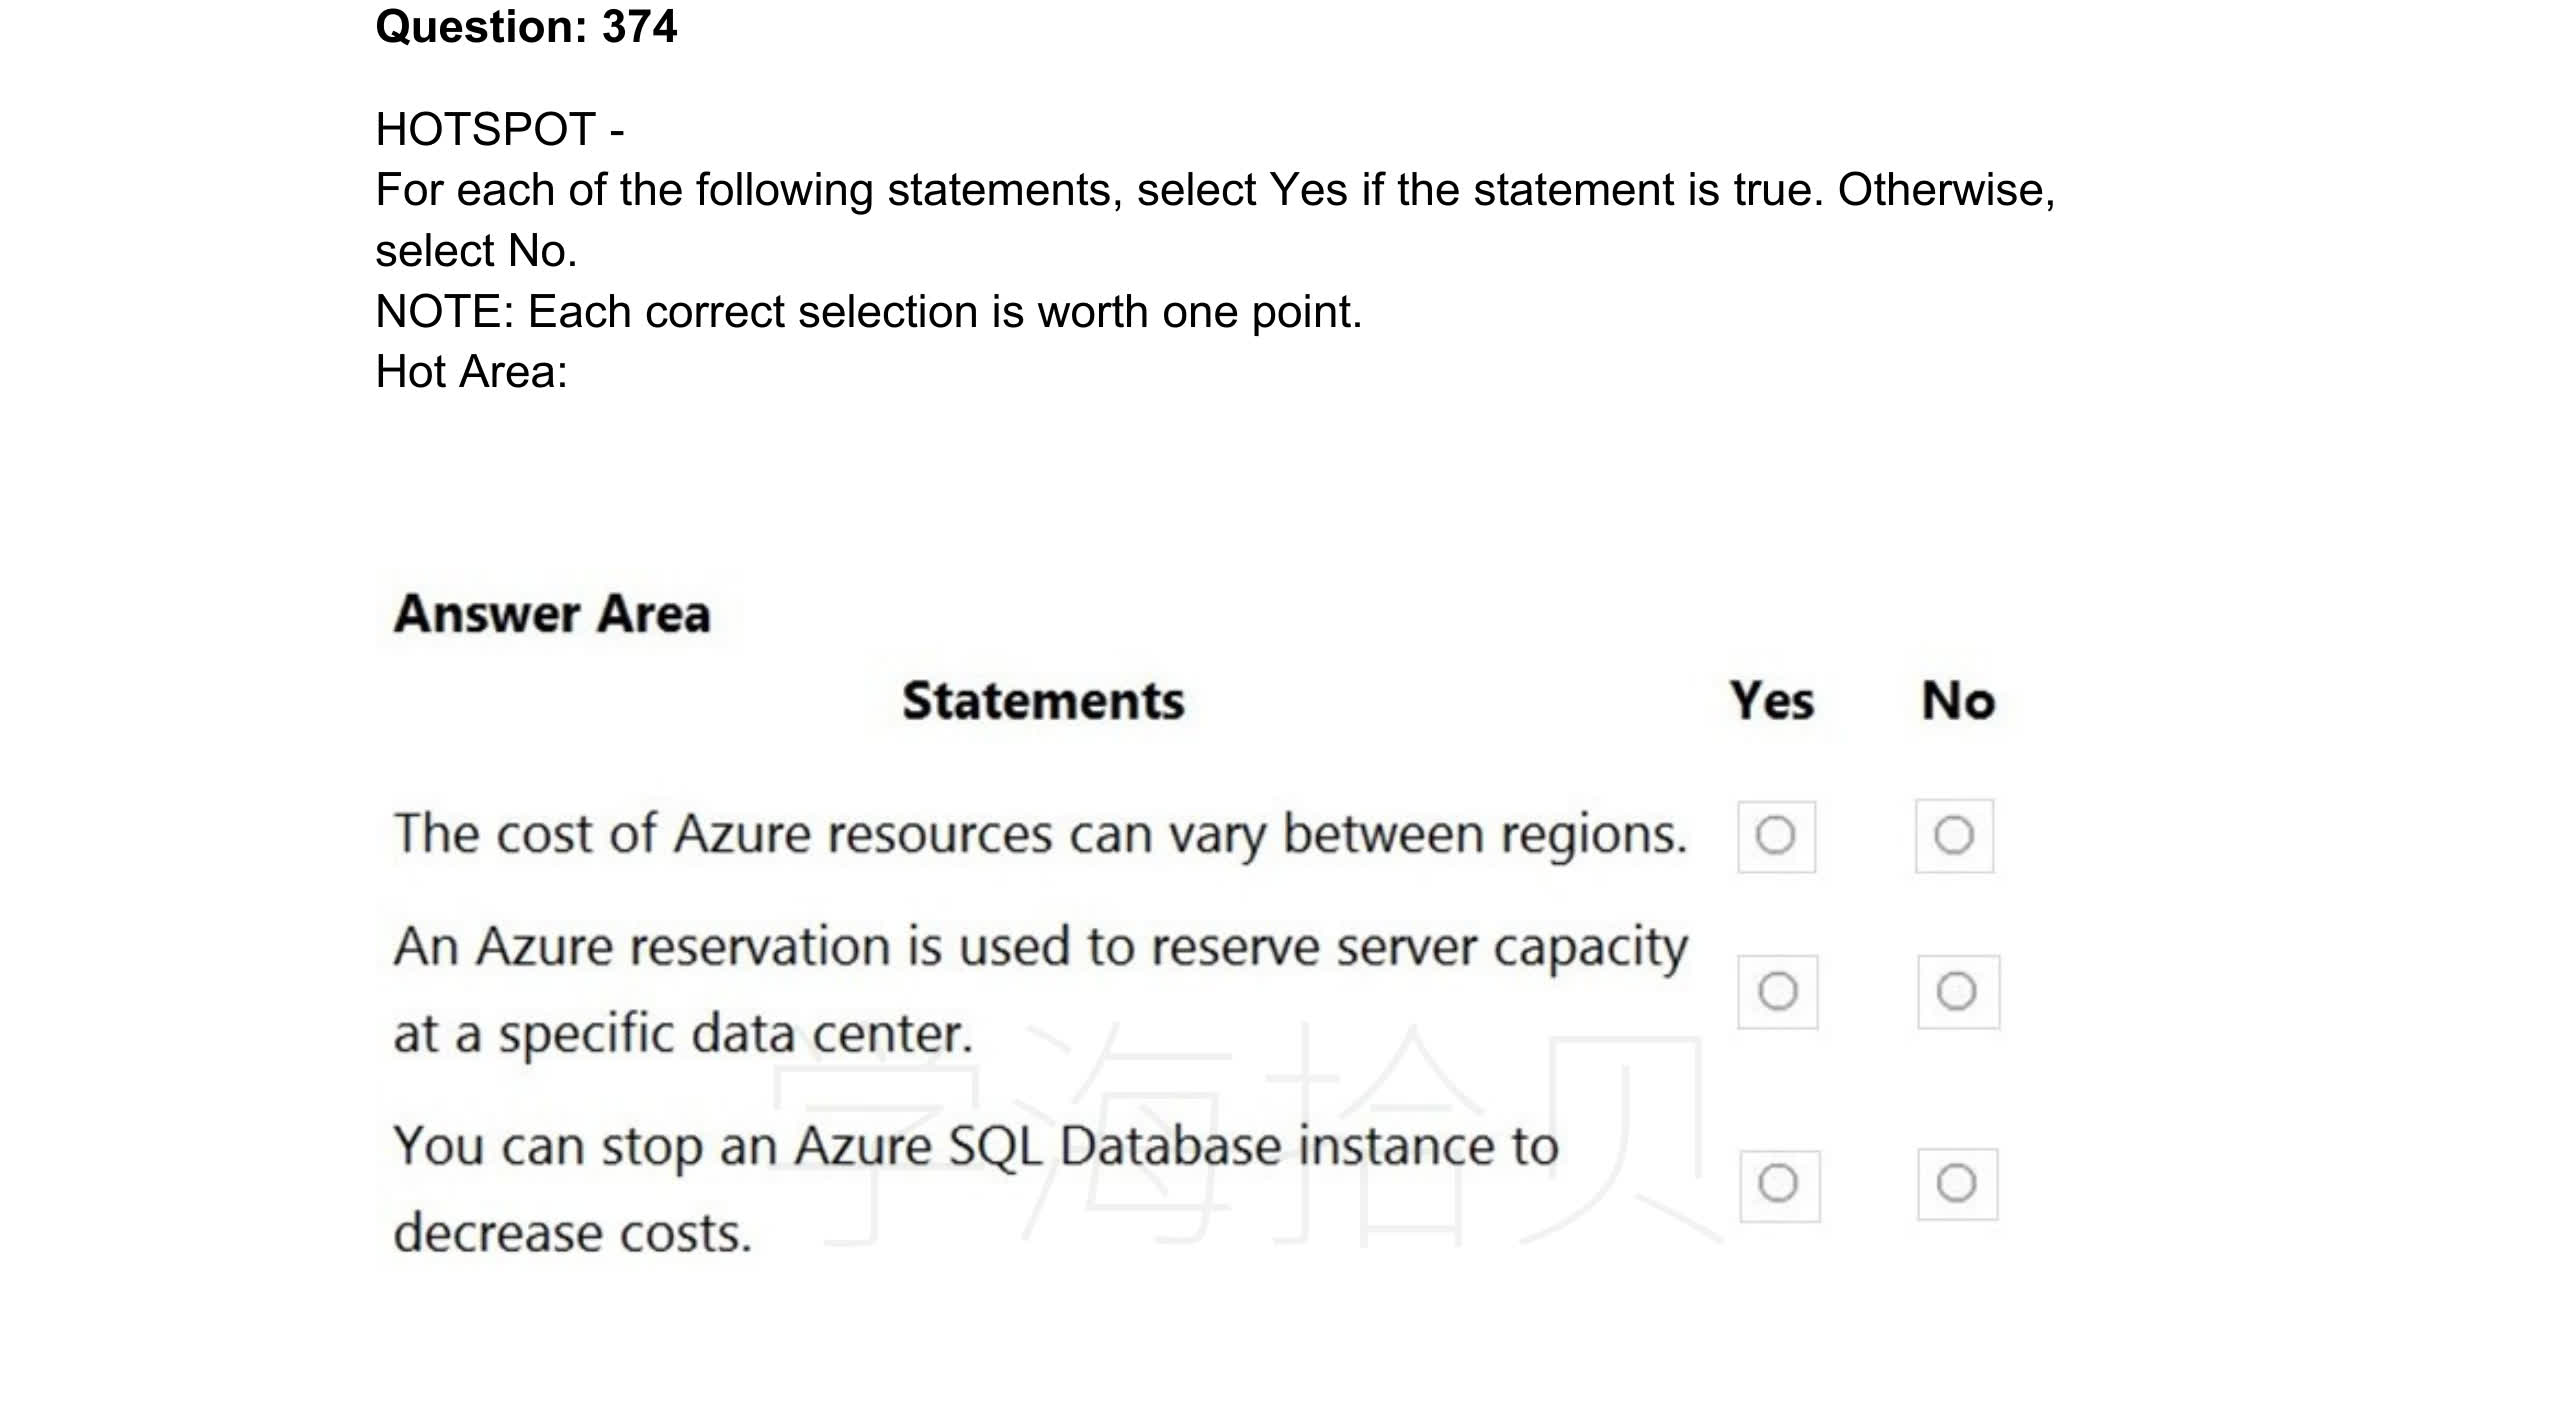 Question: 374
HOTSPOT -
For each of the following statements, select Yes if the statement is true. Otherwise,
select No.
NOTE: Each correct selection is worth one point.
Hot Area:
Answer Area
Statements Yes No
The cost of Azure resources can vary between regions.
An Azure reservation is used to reserve server capacity
at a specific data center.
You can stop an Azure SQL Database instance to
decrease costs.
学海拾贝